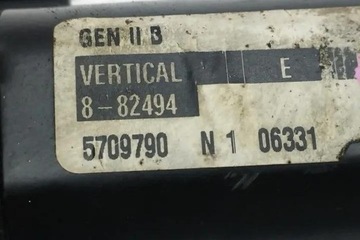 GEN II B
VERTICAL E
8-82494
5709790 N 1 06331